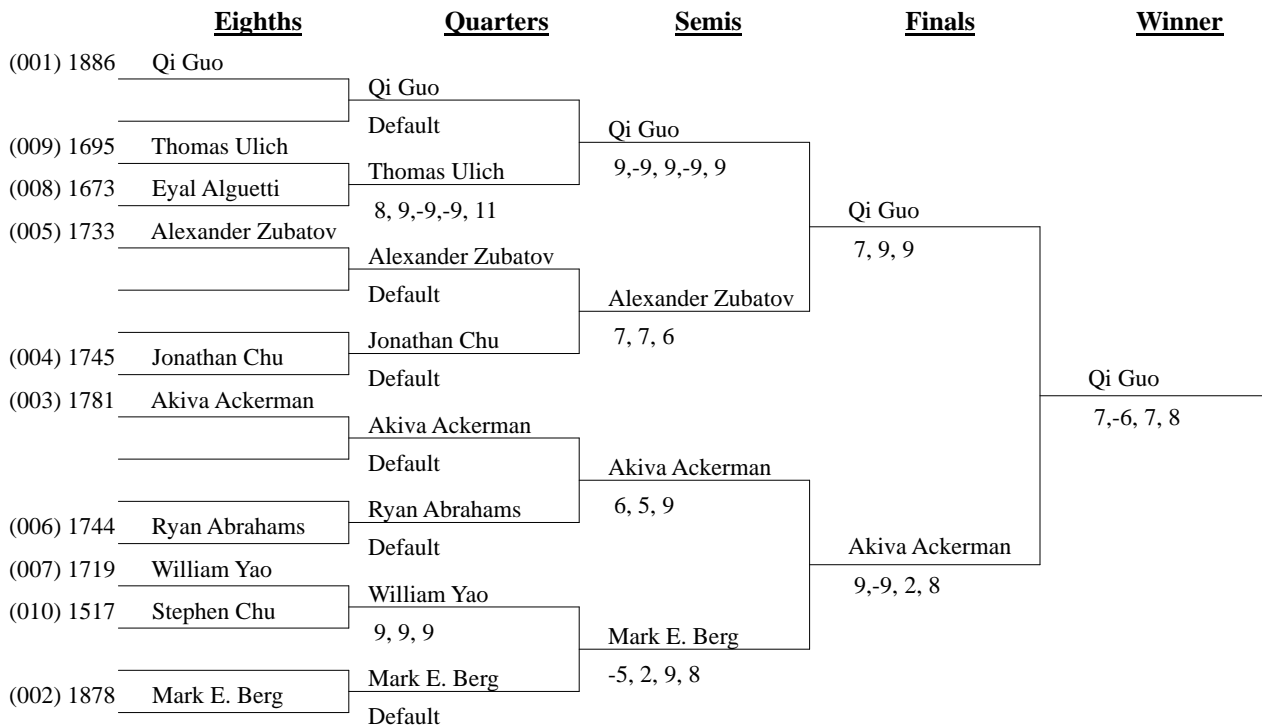 Eighths Quarters Semis Finals Winner
(001) 1886 Qi Guo
Qi Guo
Default
Qi Guo
(009) 1695 Thomas Ulich
9,-9, 9,-9, 9
Thomas Ulich
(008) 1673 Eyal Alguetti
8, 9,-9,-9, 11
Qi Guo
(005) 1733 Alexander Zubatov
7, 9, 9
Alexander Zubatov
Default
Alexander Zubatov
7, 7, 6
Jonathan Chu
(004) 1745 Jonathan Chu
Default
Qi Guo
(003) 1781 Akiva Ackerman
7,-6, 7, 8
Akiva Ackerman
Default
Akiva Ackerman
6, 5, 9
Ryan Abrahams
(006) 1744 Ryan Abrahams
Default
Akiva Ackerman
(007) 1719 William Yao
9,-9, 2, 8
William Yao
(010) 1517 Stephen Chu
9, 9, 9
Mark E. Berg
-5, 2, 9, 8
Mark E. Berg
(002) 1878 Mark E. Berg
Default